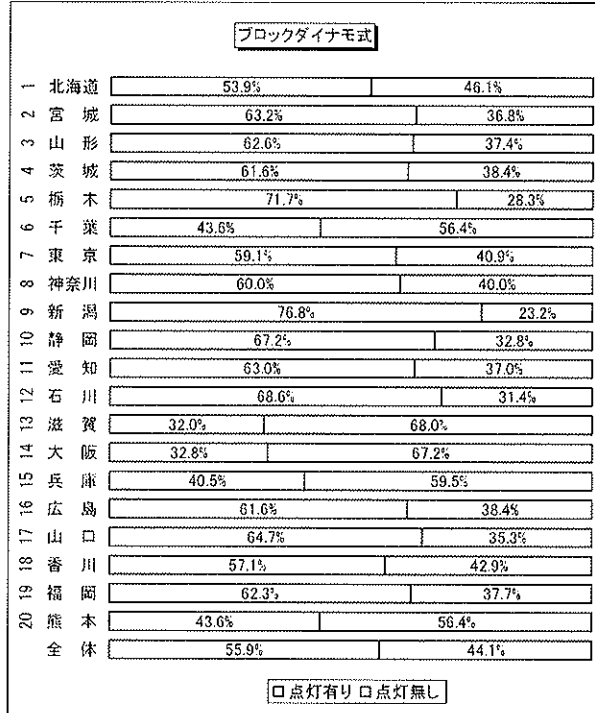 ブロックダイナモ式
1 北海道 53.9% 46.1%
2 宮城 63.2% 36.8%
3 山形 62.6% 37.4%
4 茨城 61.6% 38.4%
5 栃木 71.7% 28.3%
6 千葉 43.6% 56.4%
7 東京 59.1% 40.9%
8 神奈川 60.0% 40.0%
9 新潟 76.8% 23.2%
10 静岡 67.2% 32.8%
11 愛知 63.0% 37.0%
12 石川 68.6% 31.4%
13 滋賀 32.0% 68.0%
14 大阪 32.8% 67.2%
15 兵庫 40.5% 59.5%
16 広島 61.6% 38.4%
17 山口 64.7% 35.3%
18 香川 57.1% 42.9%
19 福岡 62.3% 37.7%
20 熊本 43.6% 56.4%
全体 55.9% 44.1%
点灯有り 点灯無し